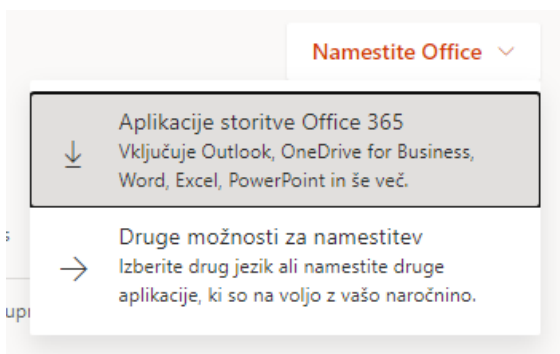 Namestite Office
Aplikacije storitve Office 365
Vključuje Outlook, OneDrive for Business,
Word, Excel, PowerPoint in še več.
Druge možnosti za namestitev
Izberite drug jezik ali namestite druge
aplikacije, ki so na voljo z vašo naročnino.